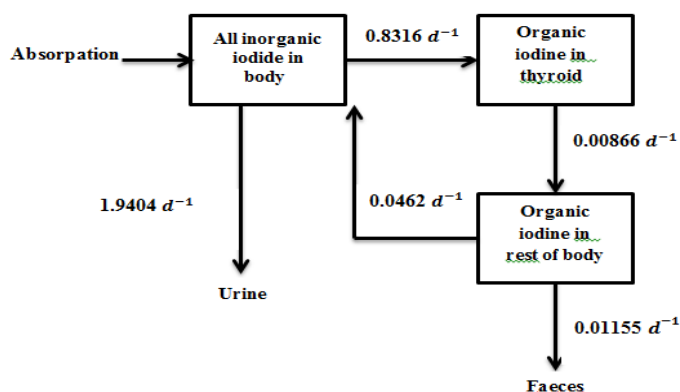 Absorpation
All inorganic
iodide in
body
0.8316 d⁻¹
Organic
iodine in
thyroid
0.00866 d⁻¹
1.9404 d⁻¹
0.0462 d⁻¹
Organic
iodine in
rest of body
Urine
0.01155 d⁻¹
Faeces